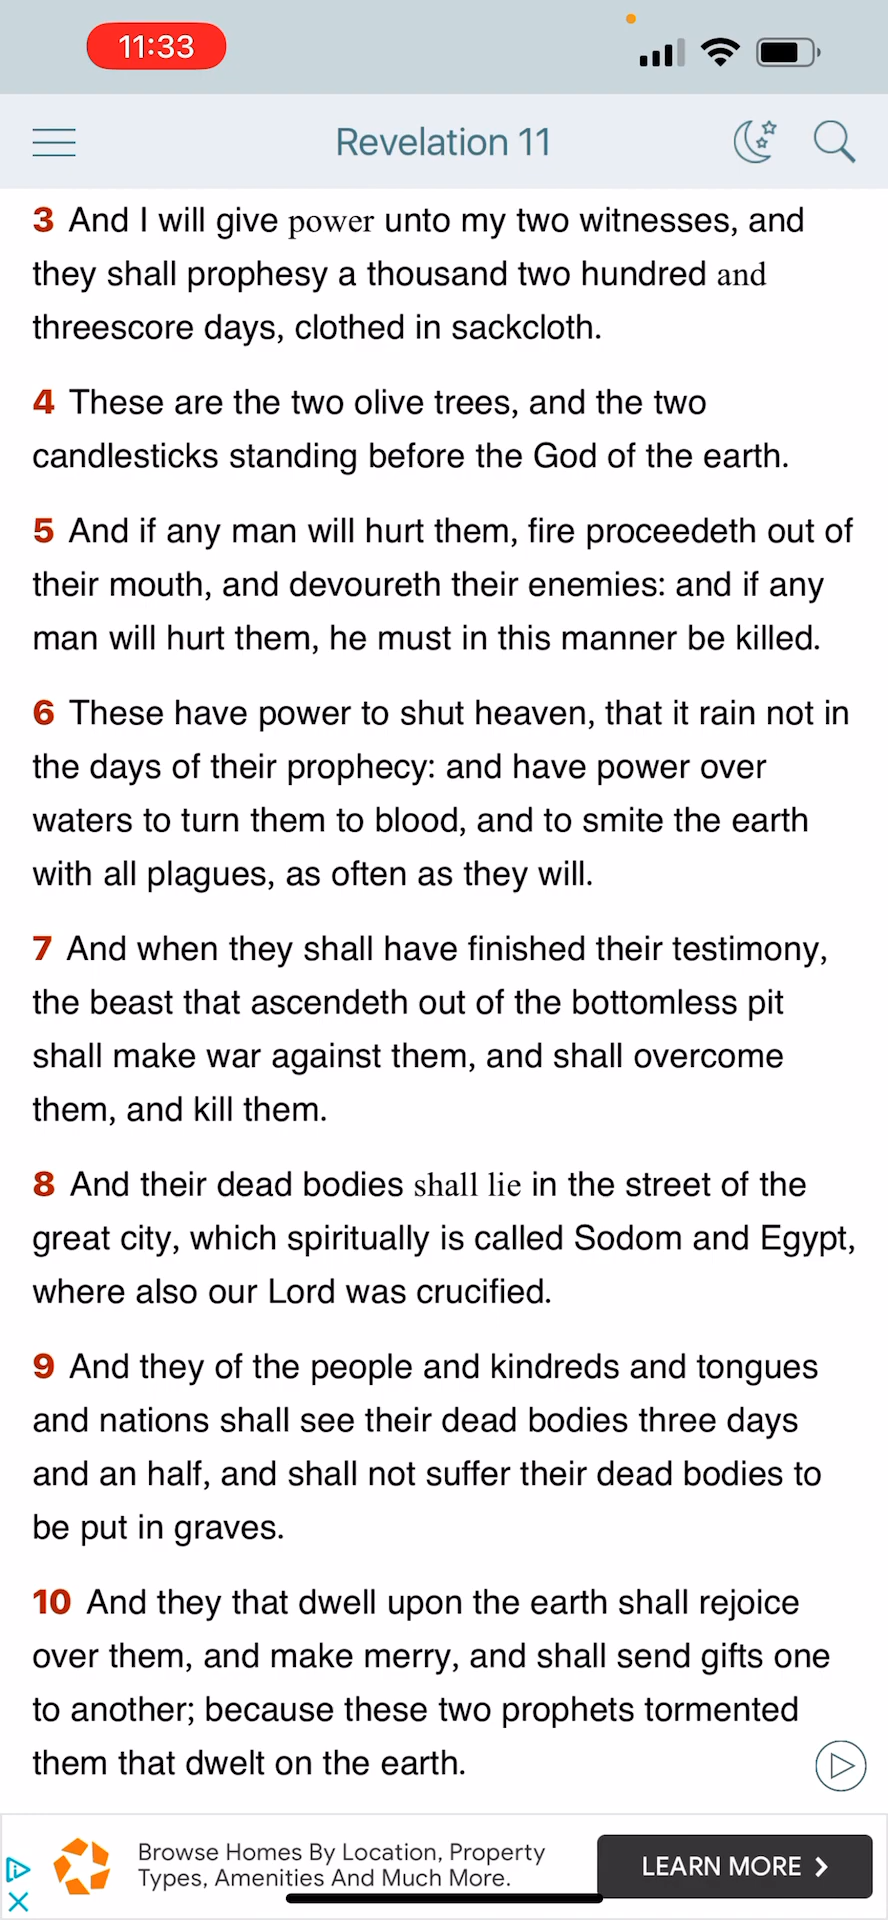 11:33
Revelation 11
3 And I will give power unto my two witnesses, and
they shall prophesy a thousand two hundred and
threescore days, clothed in sackcloth.
4 These are the two olive trees, and the two
candlesticks standing before the God of the earth.
5 And if any man will hurt them, fire proceedeth out of
their mouth, and devoureth their enemies: and if any
man will hurt them, he must in this manner be killed.
6 These have power to shut heaven, that it rain not in
the days of their prophecy: and have power over
waters to turn them to blood, and to smite the earth
with all plagues, as often as they will.
7 And when they shall have finished their testimony,
the beast that ascendeth out of the bottomless pit
shall make war against them, and shall overcome
them, and kill them.
8 And their dead bodies shall lie in the street of the
great city, which spiritually is called Sodom and Egypt,
where also our Lord was crucified.
9 And they of the people and kindreds and tongues
and nations shall see their dead bodies three days
and an half, and shall not suffer their dead bodies to
be put in graves.
10 And they that dwell upon the earth shall rejoice
over them, and make merry, and shall send gifts one
to another; because these two prophets tormented
them that dwelt on the earth.
Browse Homes By Location, Property
Types, Amenities And Much More.
LEARN MORE